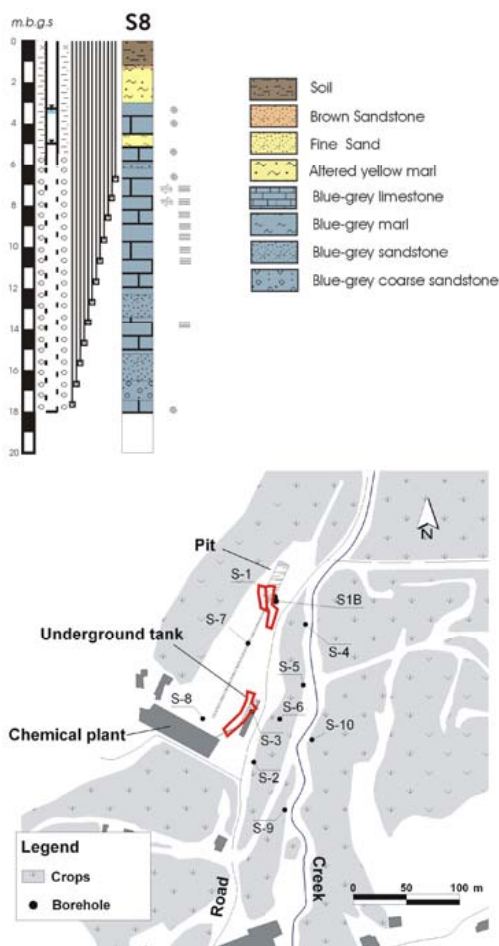 m.b.g.s
S8
0
2
4
6
8
10
12
14
16
18
20
Soil
Brown Sandstone
Fine Sand
Altered yellow marl
Blue-grey limestone
Blue-grey marl
Blue-grey sandstone
Blue-grey coarse sandstone
N
Pit
S-1
S1B
S-7
S-4
Underground tank
S-5
S-8
S-6
S-10
Chemical plant
S-3
S-2
S-9
Legend
Crops
Borehole
Road
Creek
0 50 100 m